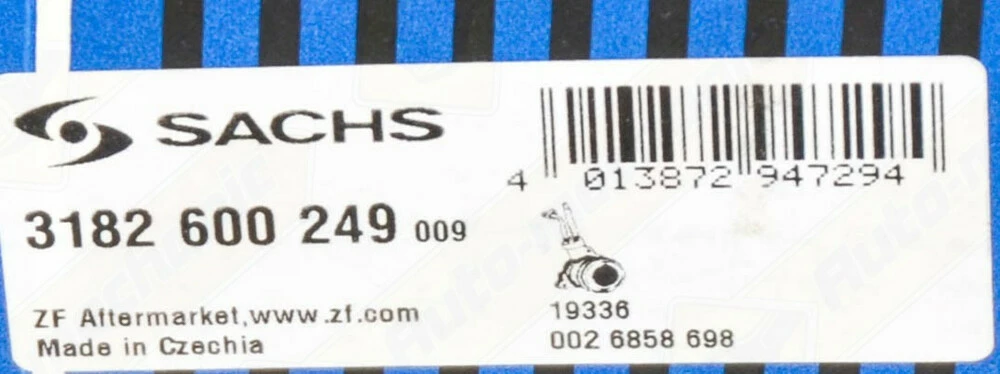 SACHS
4 013872 947294
3182 600 249 009
19336
002 6858 698
ZF Aftermarket,www.zf.com
Made in Czechia